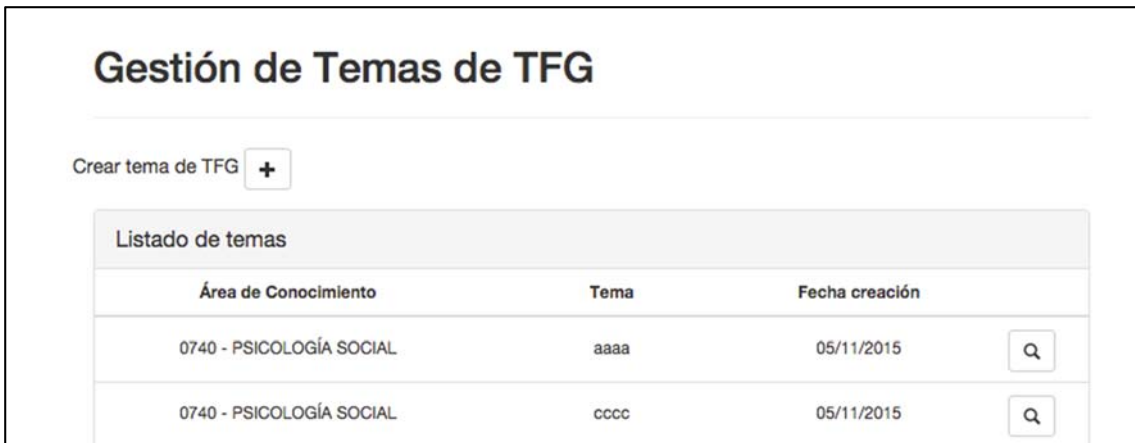 Gestión de Temas de TFG
Crear tema de TFG
Listado de temas
Área de Conocimiento Tema Fecha creación
0740 - PSICOLOGÍA SOCIAL aaaa 05/11/2015
0740 - PSICOLOGÍA SOCIAL cccc 05/11/2015